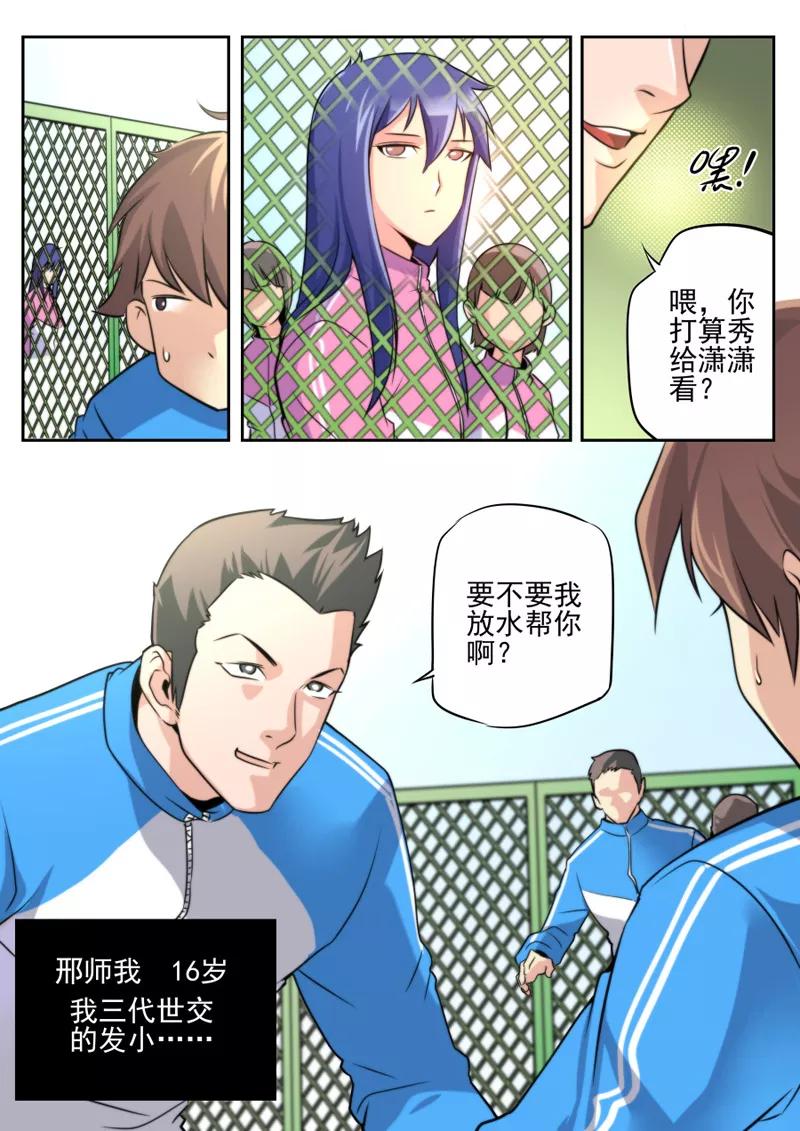 嘿！
喂，你
打算秀
给潇潇
看？
要不要我
放水帮你
啊？
邢师我 16岁
我三代世交
的发小……